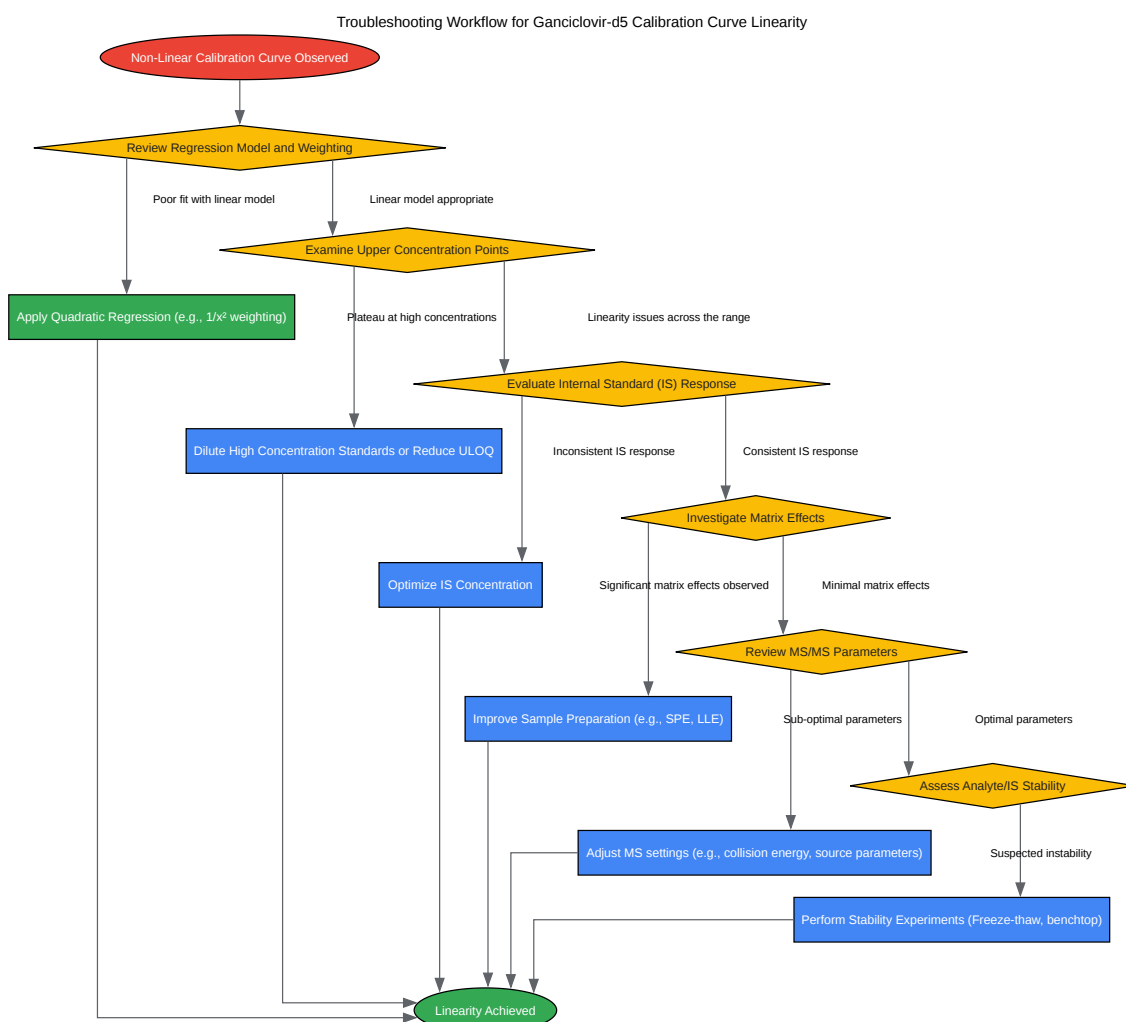 Troubleshooting Workflow for Ganciclovir-d5 Calibration Curve Linearity
Non-Linear Calibration Curve Observed
Review Regression Model and Weighting
Poor fit with linear model
Linear model appropriate
Examine Upper Concentration Points
Apply Quadratic Regression (e.g., 1/x² weighting)
Plateau at high concentrations
Linearity issues across the range
Evaluate Internal Standard (IS) Response
Dilute High Concentration Standards or Reduce ULOQ
Inconsistent IS response
Consistent IS response
Investigate Matrix Effects
Optimize IS Concentration
Significant matrix effects observed
Minimal matrix effects
Review MS/MS Parameters
Improve Sample Preparation (e.g., SPE, LLE)
Sub-optimal parameters
Optimal parameters
Assess Analyte/IS Stability
Adjust MS settings (e.g., collision energy, source parameters)
Suspected instability
Perform Stability Experiments (Freeze-thaw, benchtop)
Linearity Achieved